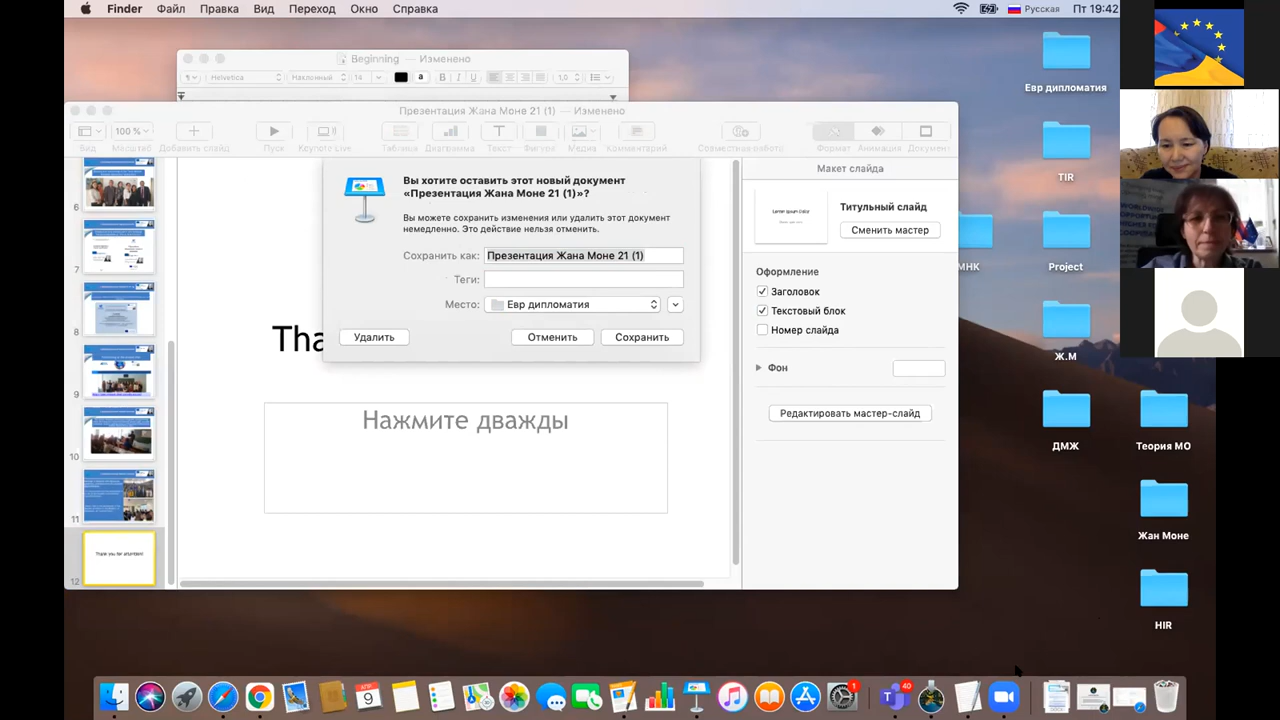 Finder Файл Правка Вид Переход Окно Справка Русская Пт 19:42
Beginning — Изменено
Helvetica Наклонный 14 a B I U 1,0
Презентация Жана Моне 21 (1) — Изменено
100 %
Вид Масштаб Добавить слайд Пуск Keynote Live Таблица Диаграмма Текст Фигура Медиа Комментарий Совместная работа Формат Анимация Документ
Вы хотите оставить этот новый документ
«Презентация Жана Моне 21 (1)»?
Вы можете сохранить изменения или удалить этот документ
немедленно. Это действие нельзя отменить.
Сохранить как: Презентация Жана Моне 21 (1)
Теги:
Место: Евр дипломатия
Удалить Отменить Сохранить
Tha
Нажмите дважды
6
7
8
9
10
11
Thank you for attention!
12
Макет слайда
Титульный слайд
Сменить мастер
Оформление
Заголовок
Текстовый блок
Номер слайда
Фон
Редактировать мастер-слайд
Евр дипломатия
TIR
МНК
Project
Ж.М
ДМЖ
Теория МО
Жан Моне
HIR
9
40
1